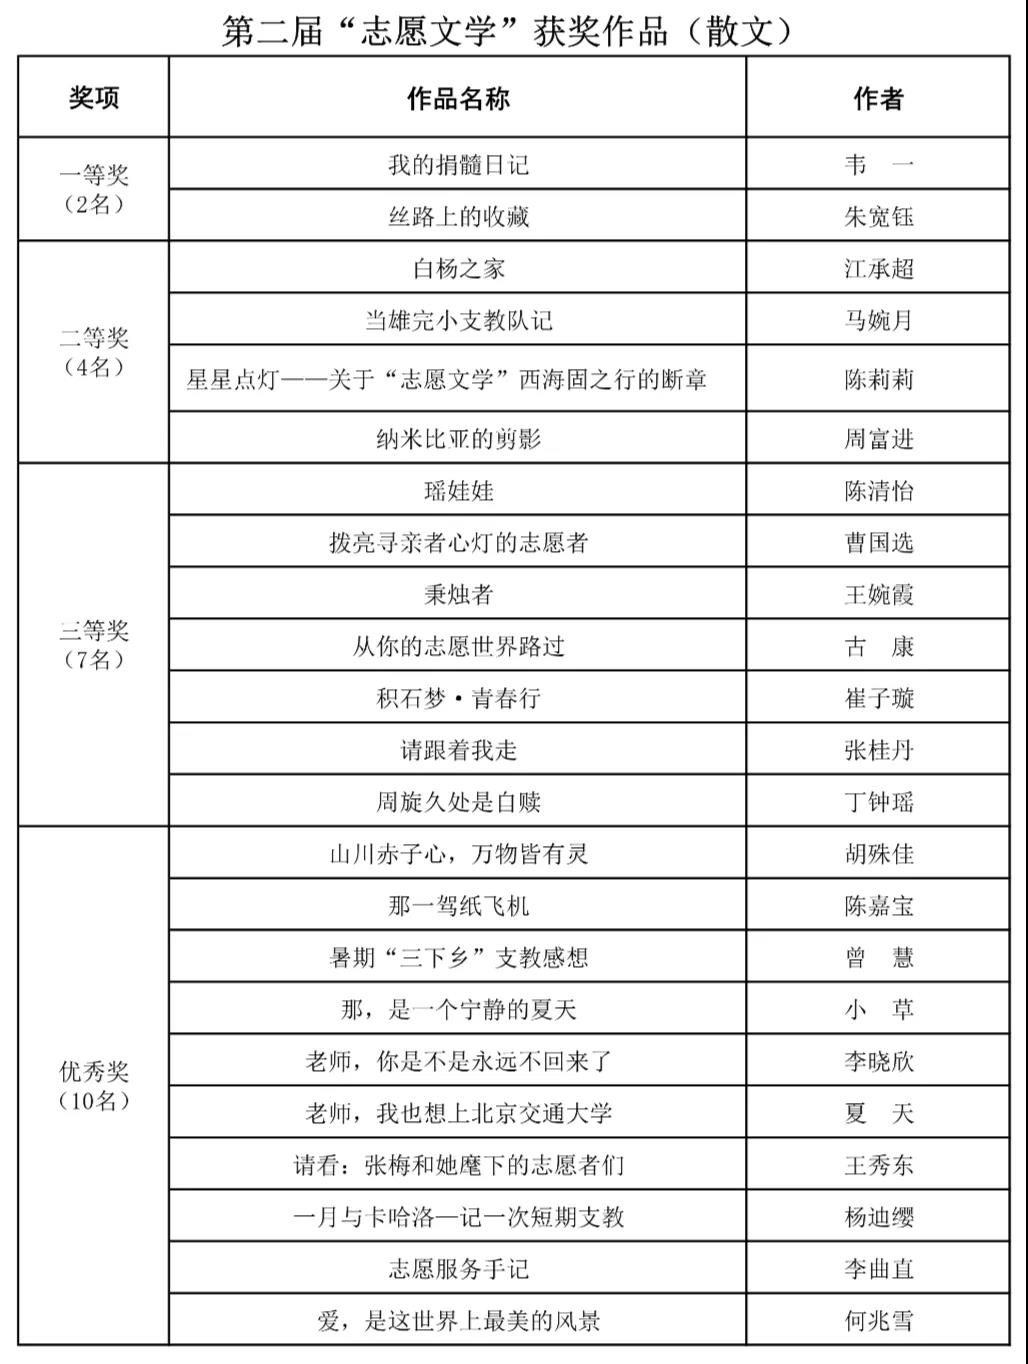 第二届“志愿文学”获奖作品（散文）
奖项 作品名称 作者
一等奖
（2名）
我的捐髓日记 韦　一
丝路上的收藏 朱宽钰
二等奖
（4名）
白杨之家 江承超
当雄完小支教队记 马婉月
星星点灯——关于“志愿文学”西海固之行的断章 陈莉莉
纳米比亚的剪影 周富进
三等奖
（7名）
瑶娃娃 陈清怡
拨亮寻亲者心灯的志愿者 曹国选
秉烛者 王婉霞
从你的志愿世界路过 古　康
积石梦·青春行 崔子璇
请跟着我走 张桂丹
周旋久处是自赎 丁钟瑶
优秀奖
（10名）
山川赤子心，万物皆有灵 胡殊佳
那一驾纸飞机 陈嘉宝
暑期“三下乡”支教感想 曾　慧
那，是一个宁静的夏天 小　草
老师，你是不是永远不回来了 李晓欣
老师，我也想上北京交通大学 夏　天
请看：张梅和她麾下的志愿者们 王秀东
一月与卡哈洛—记一次短期支教 杨迪缨
志愿服务手记 李曲直
爱，是这世界上最美的风景 何兆雪